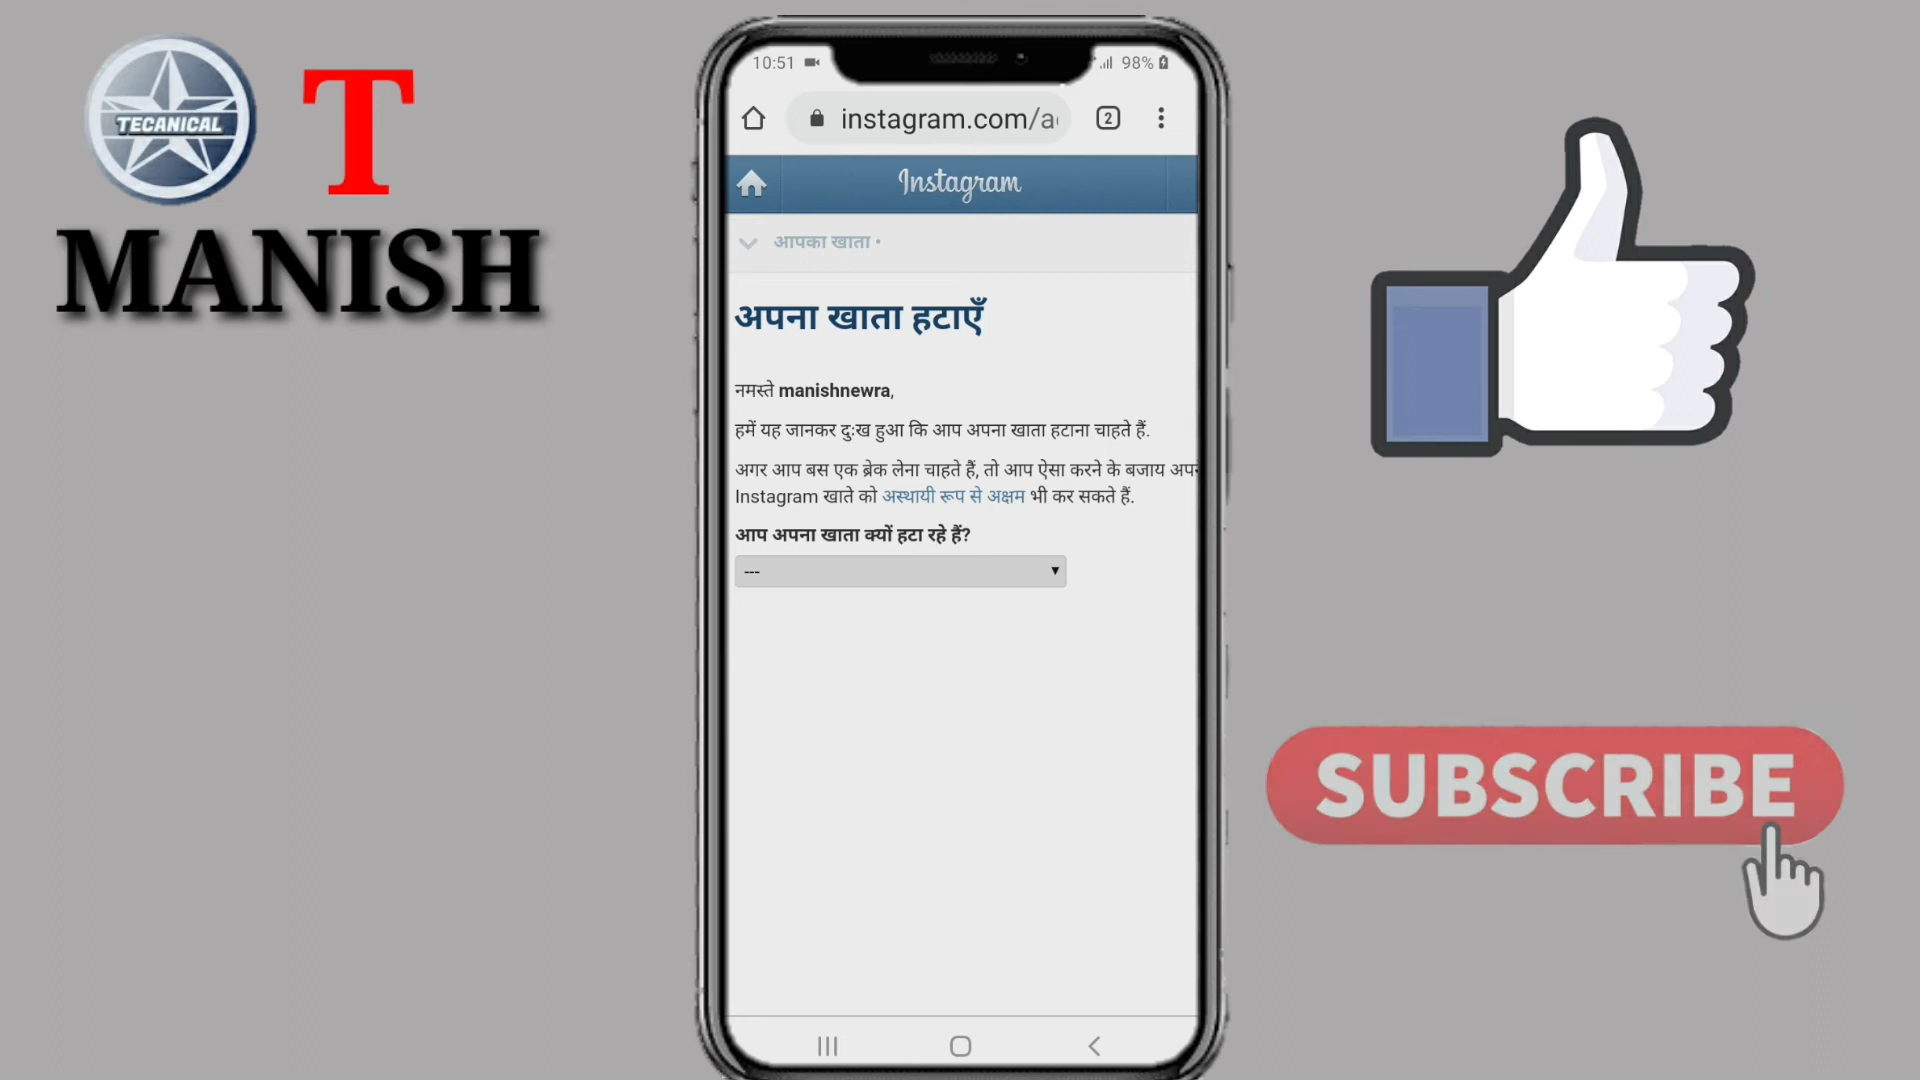 TECANICAL
T
MANISH
10:51
98%
instagram.com/a
2
Instagram
आपका खाता •
अपना खाता हटाएँ
नमस्ते manishnewra,
हमें यह जानकर दुःख हुआ कि आप अपना खाता हटाना चाहते हैं.
अगर आप बस एक ब्रेक लेना चाहते हैं, तो आप ऐसा करने के बजाय
Instagram खाते को अस्थायी रूप से अक्षम भी कर सकते हैं.
आप अपना खाता क्यों हटा रहे हैं?
---
SUBSCRIBE